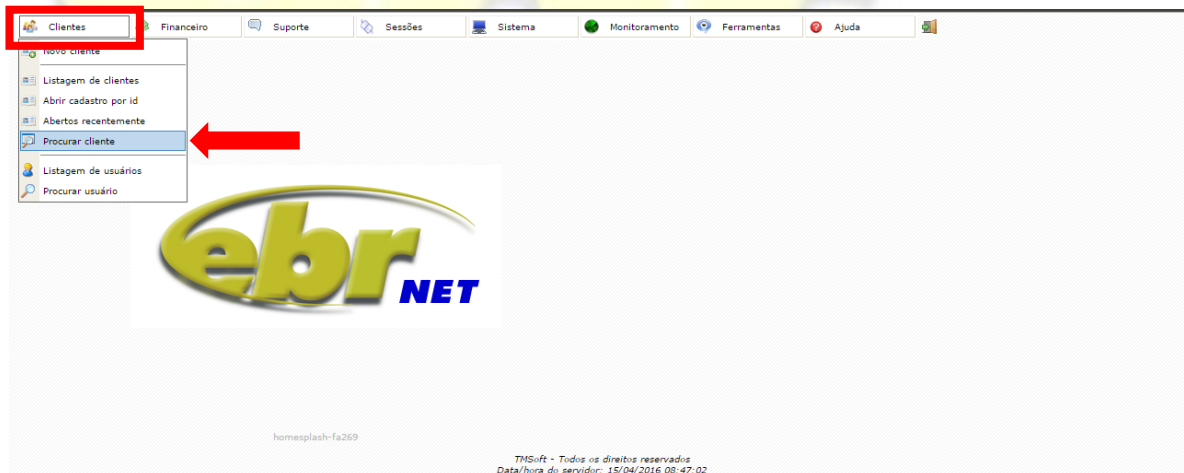 Clientes Financeiro Suporte Sessões Sistema Monitoramento Ferramentas Ajuda
Novo cliente
Listagem de clientes
Abrir cadastro por id
Abertos recentemente
Procurar cliente
Listagem de usuários
Procurar usuário
ebr
NET
homesplash-fa269
TMSoft - Todos os direitos reservados
Data/hora do servidor: 15/04/2016 08:47:02